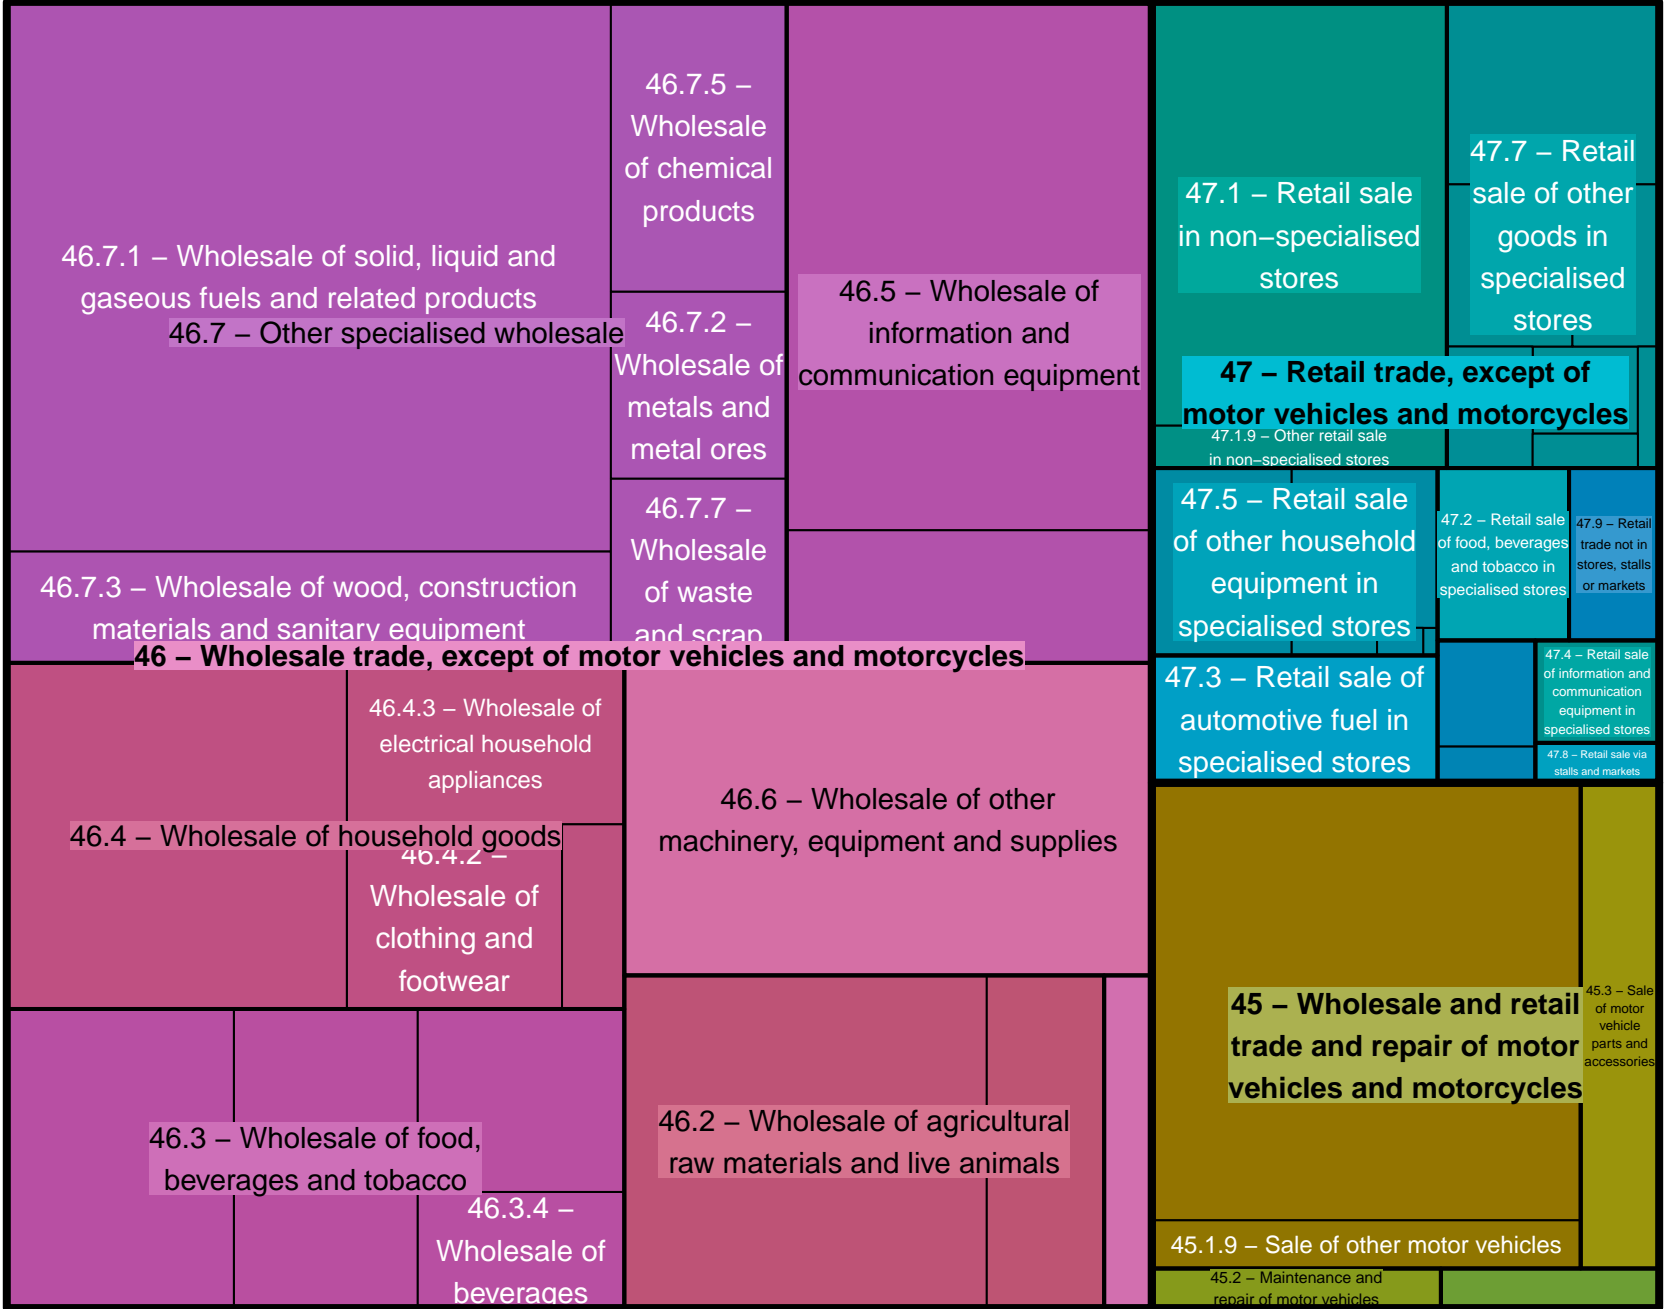 46.7.1 – Wholesale of solid, liquid and
gaseous fuels and related products
46.7 – Other specialised wholesale
46.7.5 –
Wholesale
of chemical
products
46.7.2 –
Wholesale of
metals and
metal ores
46.7.7 –
Wholesale
of waste
and scrap
46.7.3 – Wholesale of wood, construction
materials and sanitary equipment
46.5 – Wholesale of
information and
communication equipment
46 – Wholesale trade, except of motor vehicles and motorcycles
46.4.3 – Wholesale of
electrical household
appliances
46.4 – Wholesale of household goods
46.4.2 –
Wholesale of
clothing and
footwear
46.6 – Wholesale of other
machinery, equipment and supplies
46.3 – Wholesale of food,
beverages and tobacco
46.3.4 –
Wholesale of
beverages
46.2 – Wholesale of agricultural
raw materials and live animals
47.1 – Retail sale
in non–specialised
stores
47.7 – Retail
sale of other
goods in
specialised
stores
47 – Retail trade, except of
motor vehicles and motorcycles
47.1.9 – Other retail sale
in non–specialised stores
47.5 – Retail sale
of other household
equipment in
specialised stores
47.2 – Retail sale
of food, beverages
and tobacco in
specialised stores
47.9 – Retail
trade not in
stores, stalls
or markets
47.3 – Retail sale of
automotive fuel in
specialised stores
47.4 – Retail sale
of information and
communication
equipment in
specialised stores
47.8 – Retail sale via
stalls and markets
45 – Wholesale and retail
trade and repair of motor
vehicles and motorcycles
45.3 – Sale
of motor
vehicle
parts and
accessories
45.1.9 – Sale of other motor vehicles
45.2 – Maintenance and
repair of motor vehicles